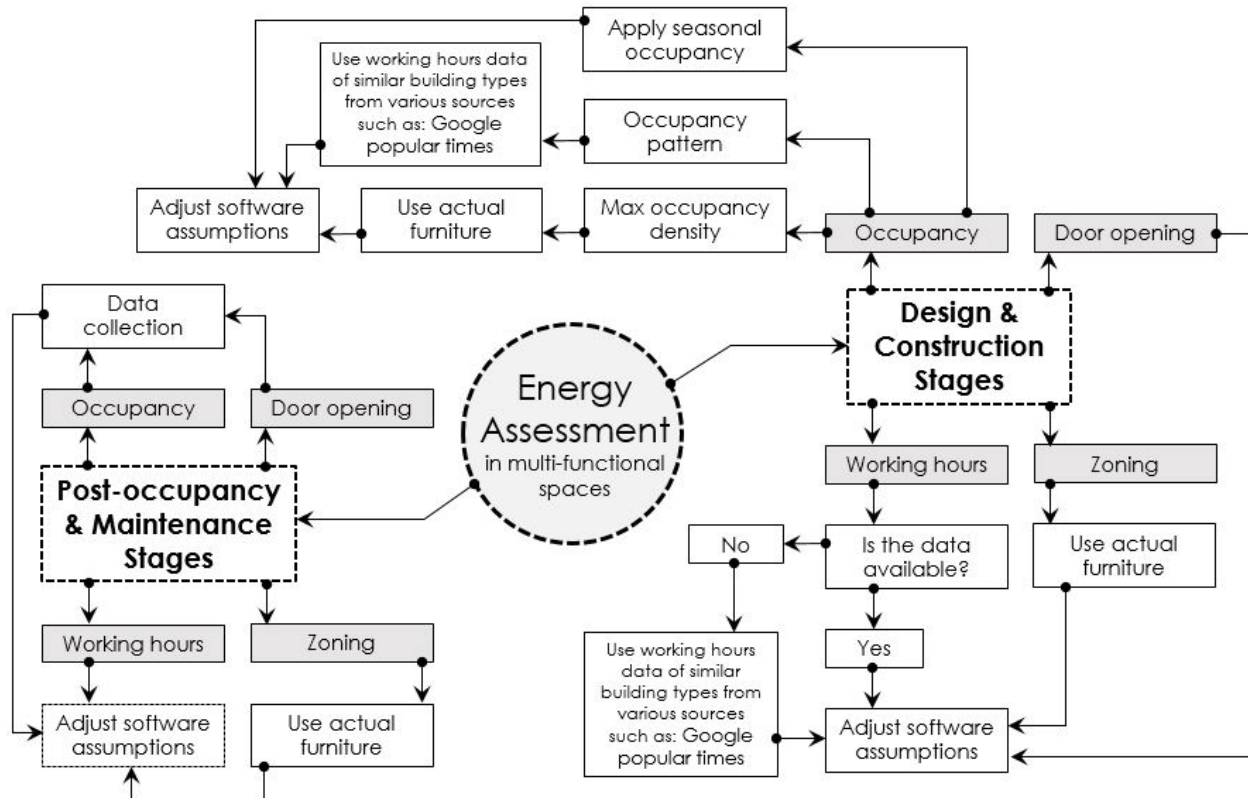 Apply seasonal
occupancy
Use working hours data
of similar building types
from various sources
such as: Google
popular times
Occupancy
pattern
Adjust software
assumptions
Use actual
furniture
Max occupancy
density
Occupancy
Door opening
Data
collection
Design &
Construction
Stages
Energy
Assessment
in multi-functional
spaces
Occupancy
Door opening
Post-occupancy
& Maintenance
Stages
Working hours
Zoning
No
Is the data
available?
Use actual
furniture
Working hours
Zoning
Yes
Use working hours
data of similar
building types from
various sources
such as: Google
popular times
Adjust software
assumptions
Use actual
furniture
Adjust software
assumptions